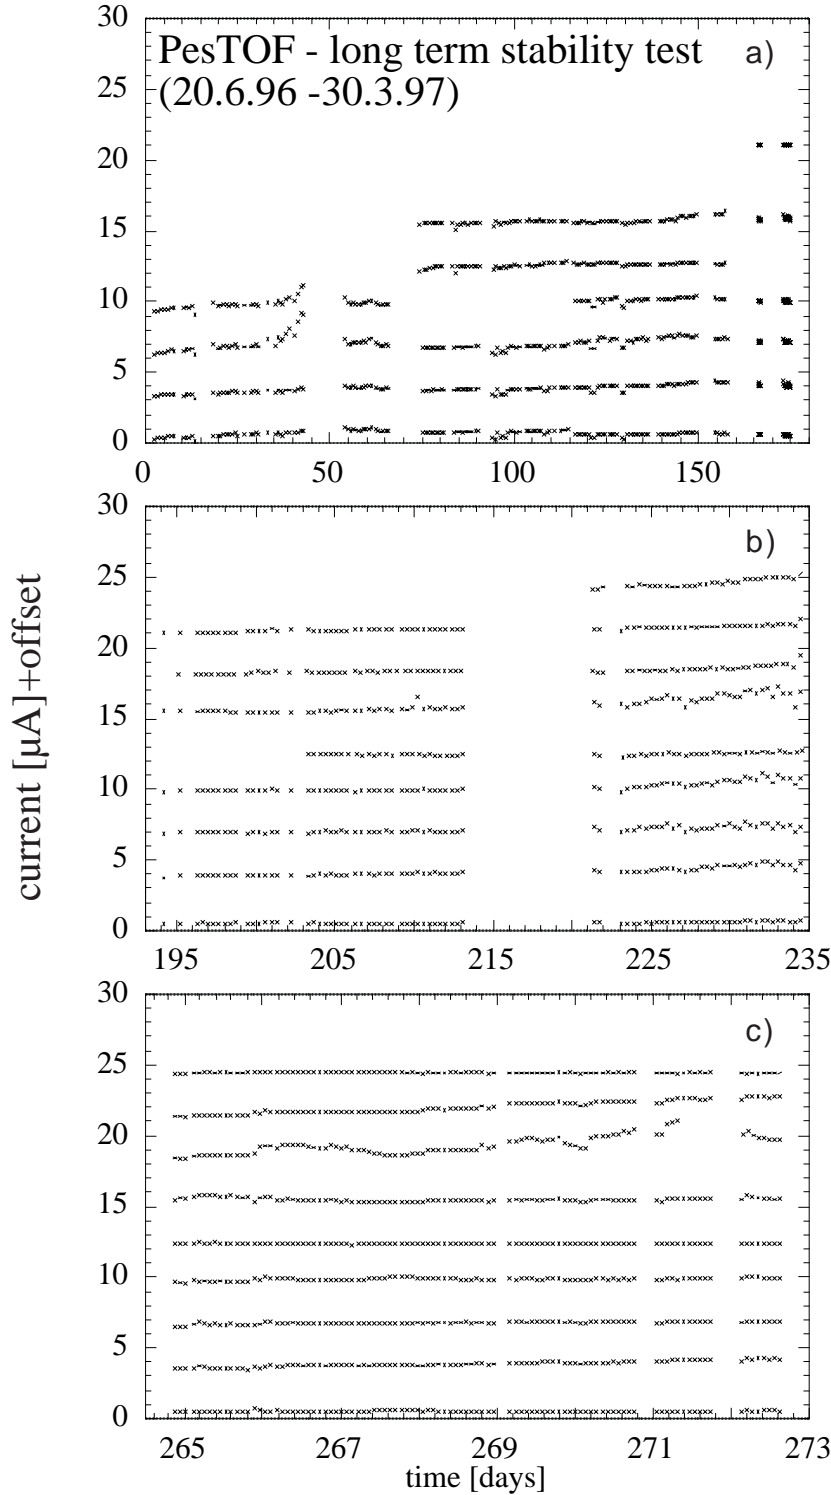 PesTOF - long term stability test
(20.6.96 -30.3.97)
a)
30
25
20
15
10
5
0
0 50 100 150
b)
30
25
20
15
10
5
0
195 205 215 225 235
c)
30
25
20
15
10
5
0
265 267 269 271 273
time [days]
current [µA]+offset